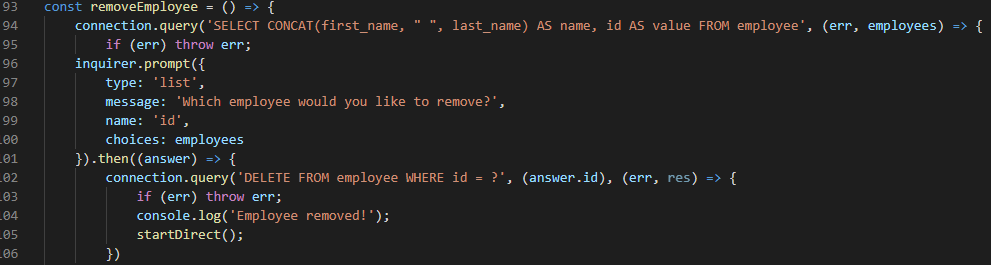 93 const removeEmployee = () => {
94 connection.query('SELECT CONCAT(first_name, " ", last_name) AS name, id AS value FROM employee', (err, employees) => {
95 if (err) throw err;
96 inquirer.prompt({
97 type: 'list',
98 message: 'Which employee would you like to remove?',
99 name: 'id',
100 choices: employees
101 }).then((answer) => {
102 connection.query('DELETE FROM employee WHERE id = ?', (answer.id), (err, res) => {
103 if (err) throw err;
104 console.log('Employee removed!');
105 startDirect();
106 })